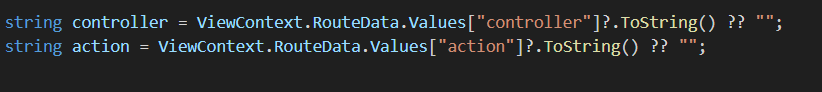 string controller = ViewContext.RouteData.Values["controller"]?.ToString() ?? "";
string action = ViewContext.RouteData.Values["action"]?.ToString() ?? "";